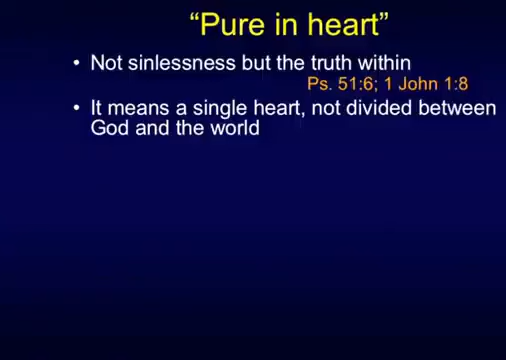 “Pure in heart”
• Not sinlessness but the truth within
Ps. 51:6; 1 John 1:8
• It means a single heart, not divided between
God and the world